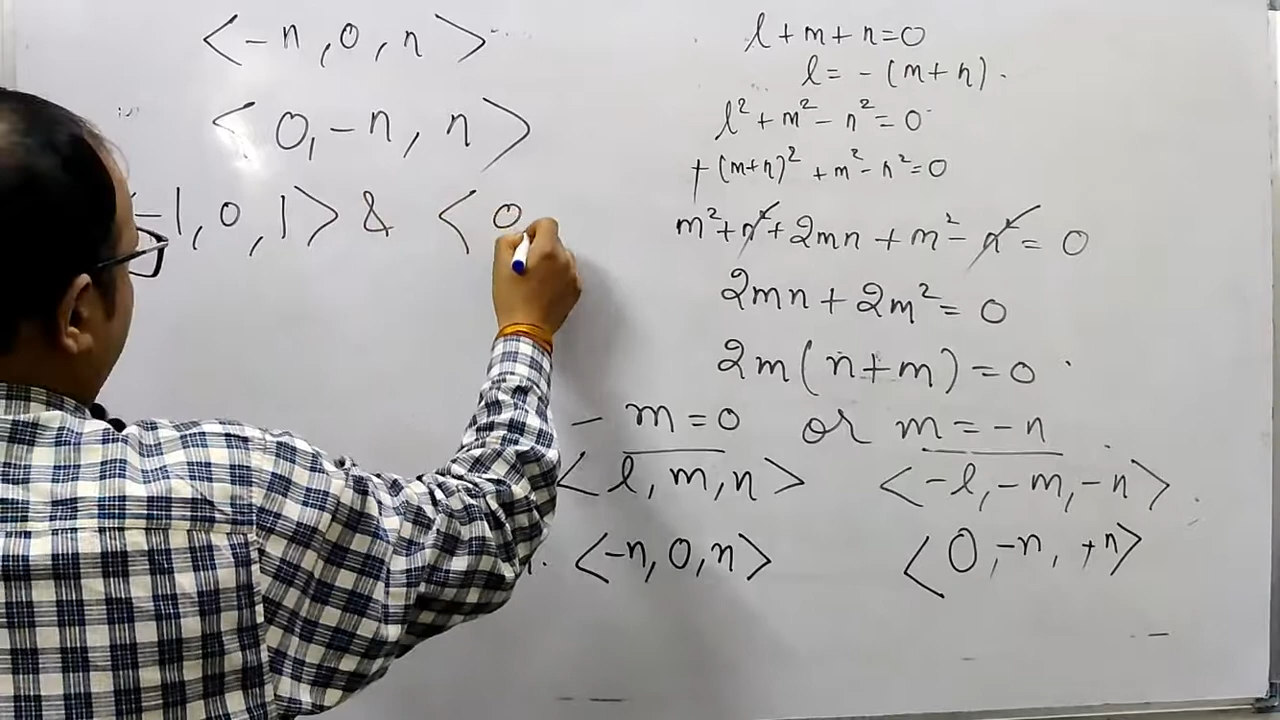 <-n, 0, n>
<0, -n, n>
-1, 0, 1> & <0
l + m + n = 0
l = -(m+n).
l² + m² - n² = 0
+(m+n)² + m² - n² = 0
m² + n² + 2mn + m² - n² = 0
2mn + 2m² = 0
2m(n+m) = 0
- m = 0 or m = -n
<l, m, n> <-l, -m, -n>
<-n, 0, n> <0, -n, +n>